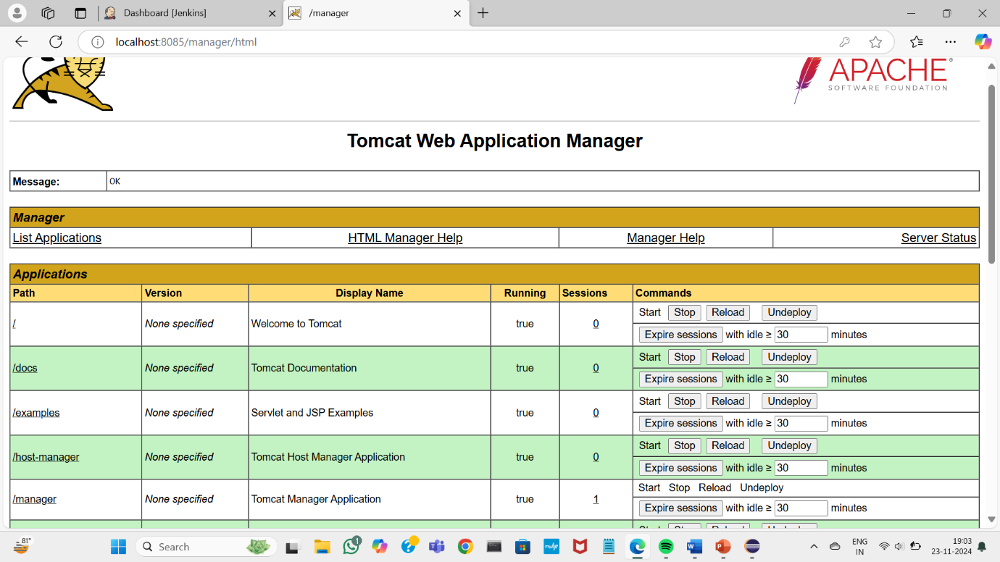 Dashboard [Jenkins]
/manager
localhost:8085/manager/html
APACHE®
SOFTWARE FOUNDATION
Tomcat Web Application Manager
Message: OK
Manager
List Applications HTML Manager Help Manager Help Server Status
Applications
Path Version Display Name Running Sessions Commands
/ None specified Welcome to Tomcat true 0 Start Stop Reload Undeploy
Expire sessions with idle ≥ 30 minutes
/docs None specified Tomcat Documentation true 0 Start Stop Reload Undeploy
Expire sessions with idle ≥ 30 minutes
/examples None specified Servlet and JSP Examples true 0 Start Stop Reload Undeploy
Expire sessions with idle ≥ 30 minutes
/host-manager None specified Tomcat Host Manager Application true 0 Start Stop Reload Undeploy
Expire sessions with idle ≥ 30 minutes
/manager None specified Tomcat Manager Application true 1 Start Stop Reload Undeploy
Expire sessions with idle ≥ 30 minutes
81°
Search
1
myhp
ENG
IN
19:03
23-11-2024